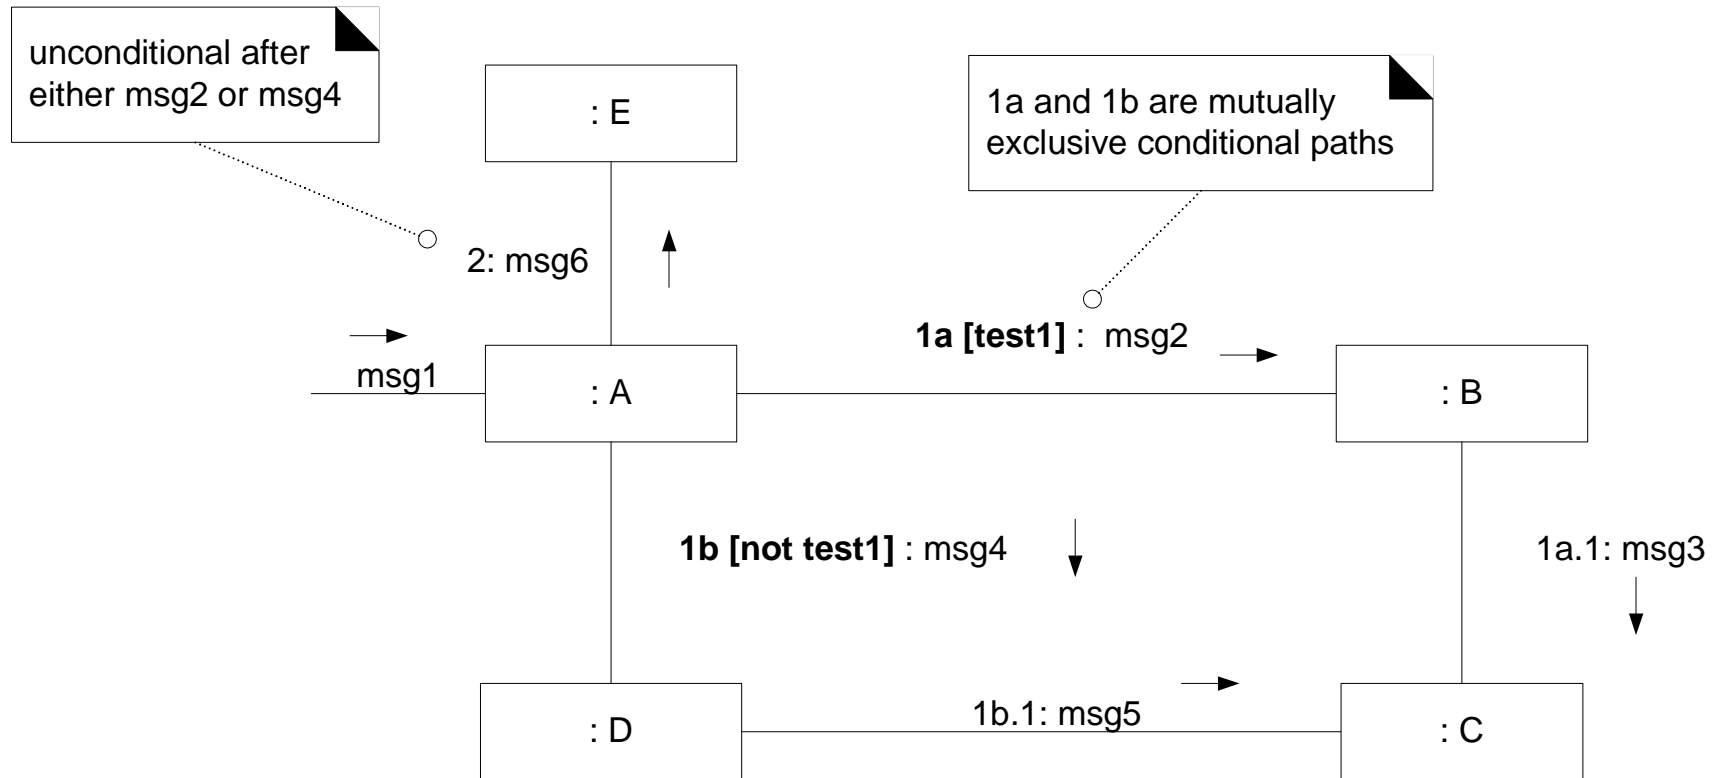 unconditional after
either msg2 or msg4
: E
1a and 1b are mutually
exclusive conditional paths
2: msg6
1a [test1] : msg2
msg1
: A
: B
1b [not test1] : msg4
1a.1: msg3
1b.1: msg5
: D
: C